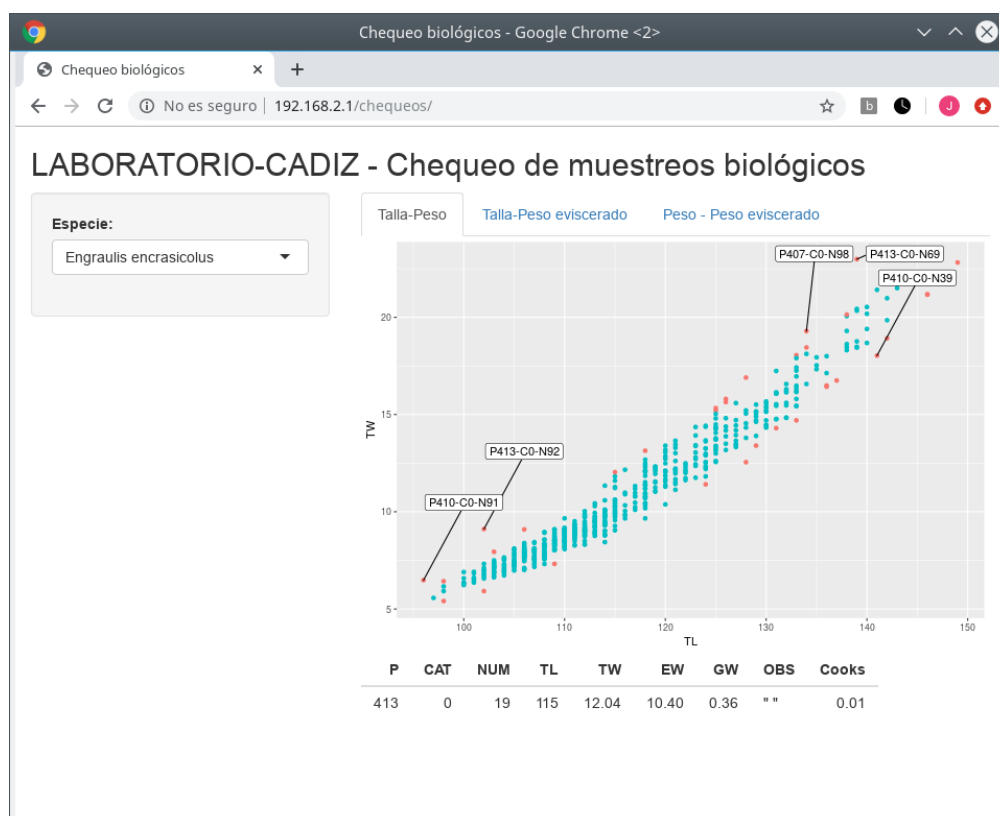 Chequeo biológicos - Google Chrome <2>
Chequeo biológicos
No es seguro | 192.168.2.1/chequeos/
b
J
LABORATORIO-CADIZ - Chequeo de muestreos biológicos
Especie:
Engraulis encrasicolus
Talla-Peso Talla-Peso eviscerado Peso - Peso eviscerado
P407-C0-N98 P413-C0-N69
P410-C0-N39
20
15
TW
P413-C0-N92
P410-C0-N91
10
5
100 110 120 130 140 150
TL
P CAT NUM TL TW EW GW OBS Cooks
413 0 19 115 12.04 10.40 0.36 " " 0.01